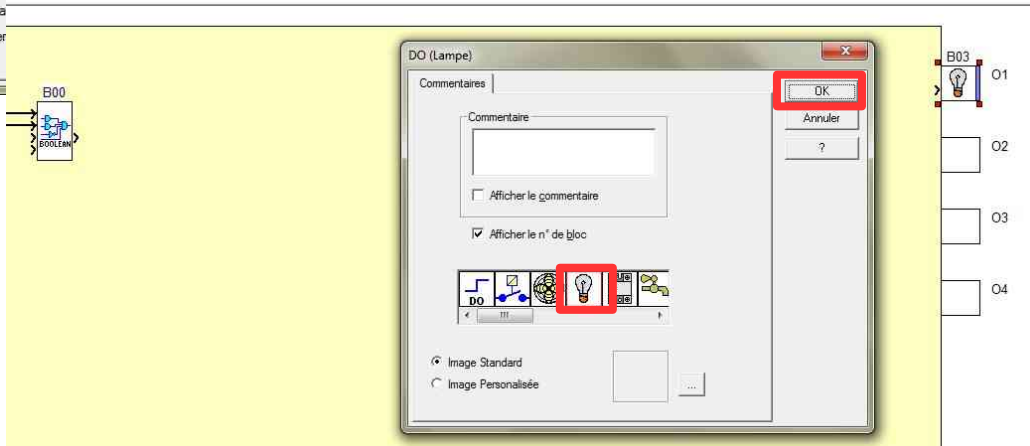 a
er
B00
BOOLEAN
DO (Lampe)
Commentaires
OK
Annuler
?
Commentaire
Afficher le commentaire
Afficher le n° de bloc
DO
Image Standard
Image Personalisée
...
B03
O1
O2
O3
O4